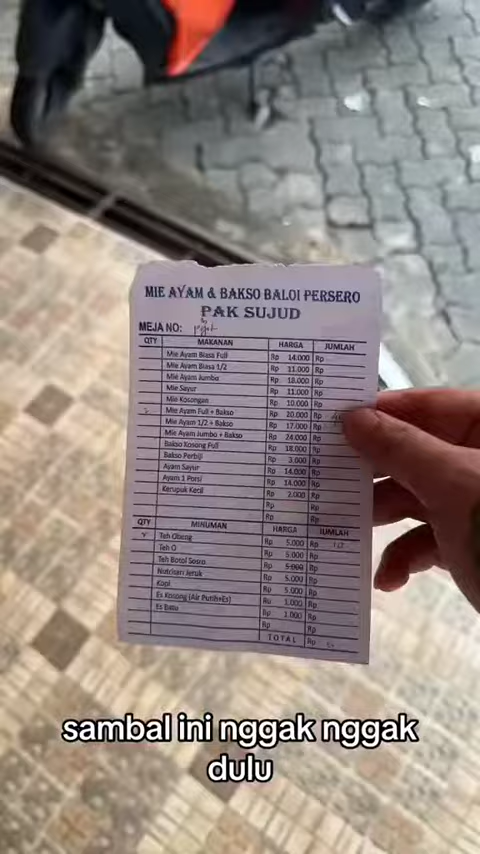 MIE AYAM & BAKSO BALOI PERSERO
PAK SUJUD
MEJA NO:
QTY MAKANAN HARGA JUMLAH
Mie Ayam Biasa Full Rp 14.000 Rp
Mie Ayam Biasa 1/2 Rp 11.000 Rp
Mie Ayam Jumbo Rp 18.000 Rp
Mie Sayur Rp 11.000 Rp
Mie Kosongan Rp 10.000 Rp
Mie Ayam Full + Bakso Rp 20.000 Rp
Mie Ayam 1/2 + Bakso Rp 17.000 Rp
Mie Ayam Jumbo + Bakso Rp 24.000 Rp
Bakso Kosong Full Rp 18.000 Rp
Bakso Perbiji Rp 3.000 Rp
Ayam Sayur Rp 14.000 Rp
Ayam 1 Porsi Rp 14.000 Rp
Kerupuk Kecil Rp 2.000 Rp
Rp Rp
Rp Rp
QTY MINUMAN HARGA JUMLAH
Teh Obeng Rp 5.000 Rp
Teh O Rp 5.000 Rp
Teh Botol Sosro Rp 5.000 Rp
Nutrisari Jeruk Rp 5.000 Rp
Kopi Rp 5.000 Rp
Es Kosong (Air Putih+Es) Rp 1.000 Rp
Es Batu Rp 1.000 Rp
Rp Rp
TOTAL Rp
sambal ini nggak nggak
dulu